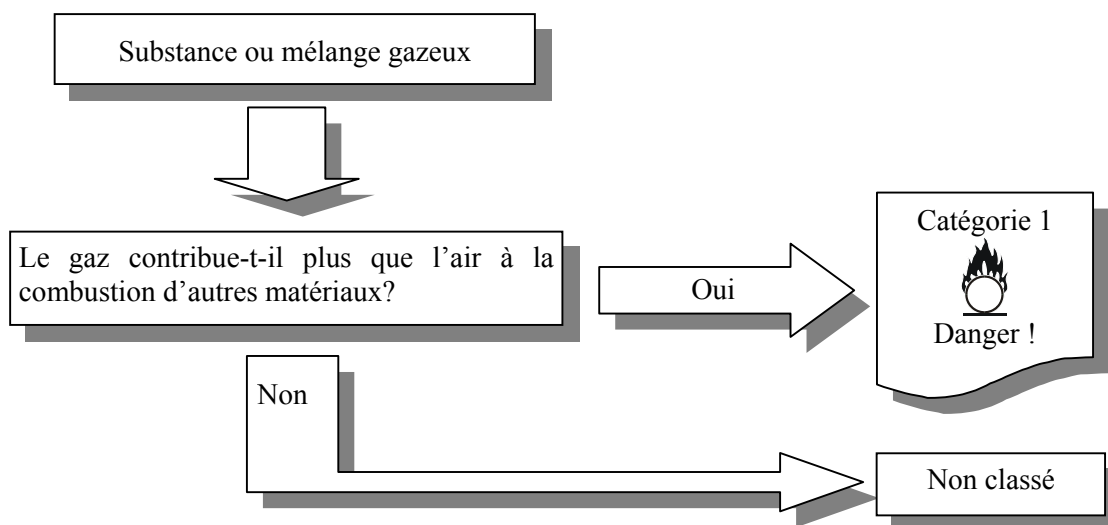 Substance ou mélange gazeux
Le gaz contribue-t-il plus que l’air à la
combustion d’autres matériaux?
Oui
Catégorie 1
Danger !
Non
Non classé